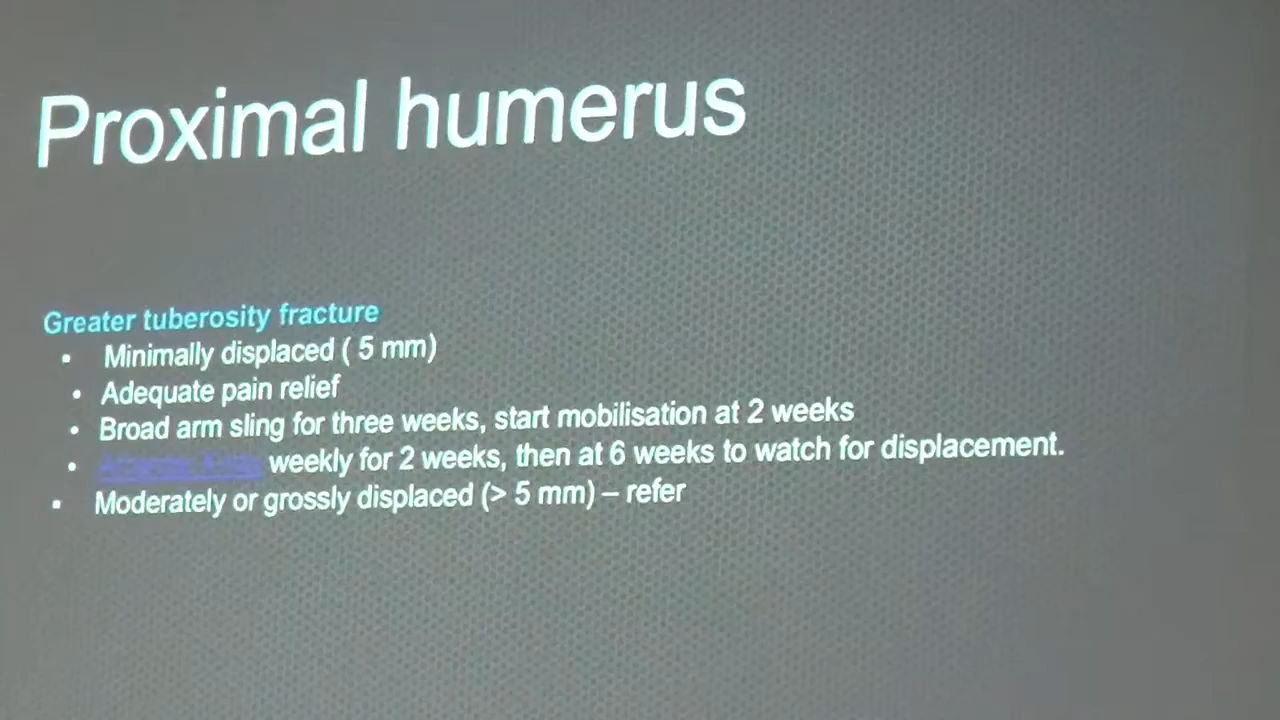 Proximal humerus
Greater tuberosity fracture
• Minimally displaced ( 5 mm)
• Adequate pain relief
• Broad arm sling for three weeks, start mobilisation at 2 weeks
• weekly for 2 weeks, then at 6 weeks to watch for displacement.
• Moderately or grossly displaced (> 5 mm) – refer